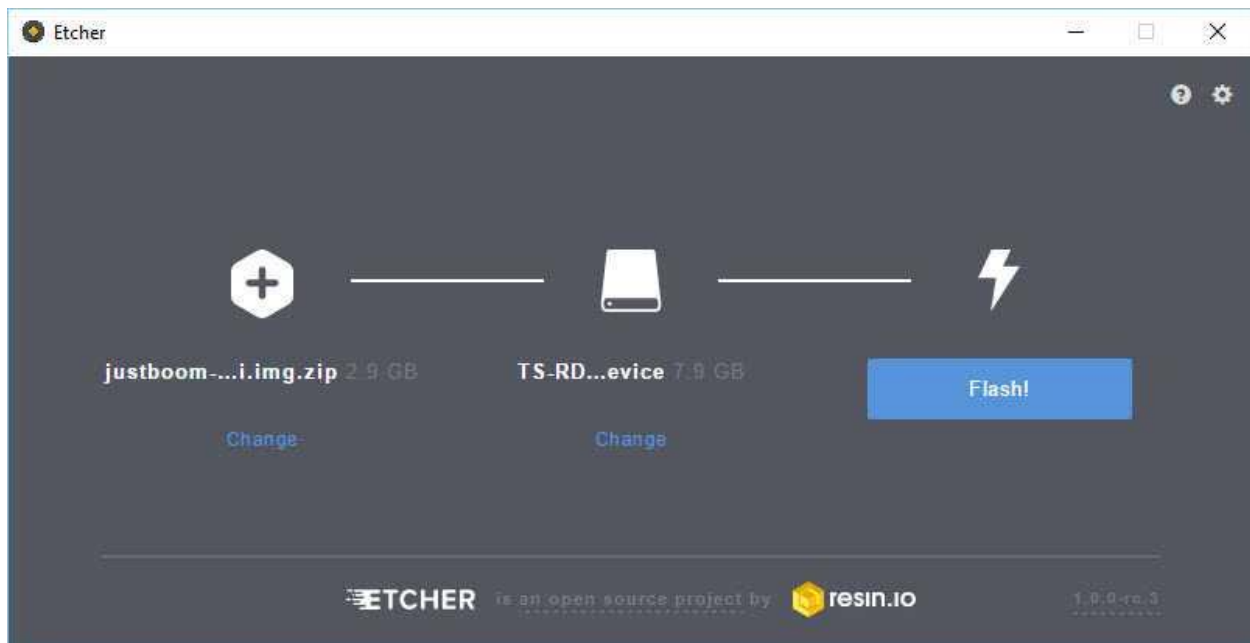 Etcher
justboom-...i.img.zip 2.9 GB
TS-RD...evice 7.9 GB
Flash!
Change
Change
ETCHER is an open source project by resin.io 1.0.0-rc.3